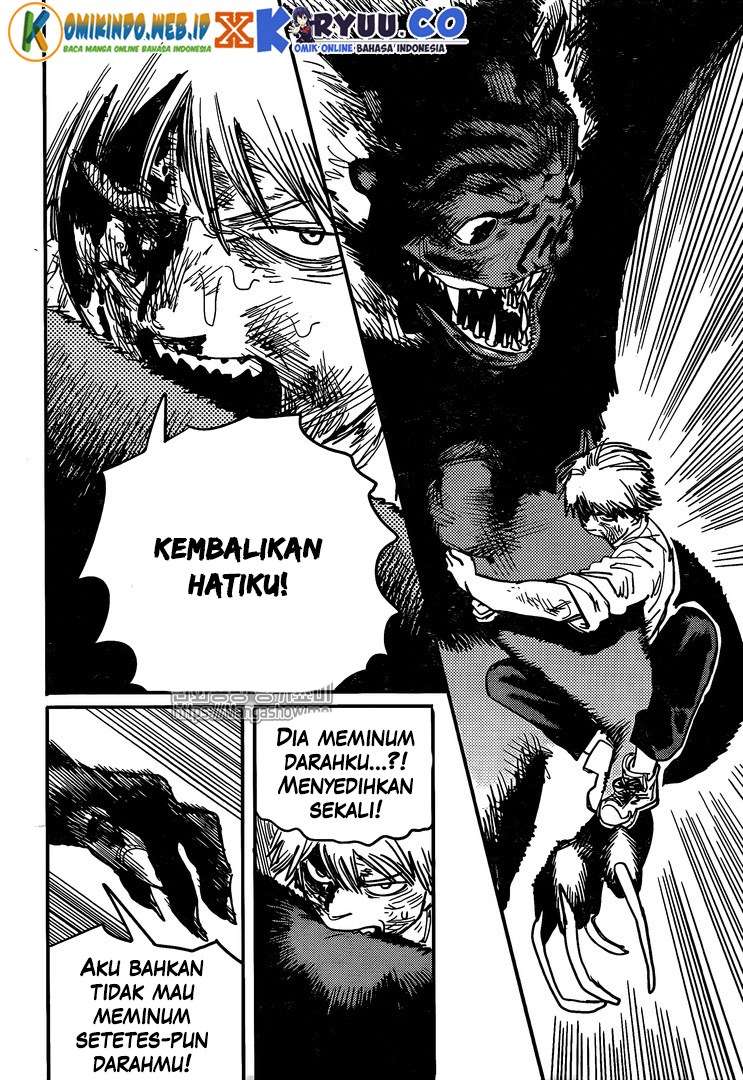 KOMIKINDO.WEB.ID X KORYUU.CO
BACA MANGA ONLINE BAHASA INDONESIA
KOMIK ONLINE BAHASA INDONESIA
KEMBALIKAN
HATIKU!
DIA MEMINUM
DARAHKU...?!
MENYEDIHKAN
SEKALI!
AKU BAHKAN
TIDAK MAU
MEMINUM
SETETES-PUN
DARAHMU!